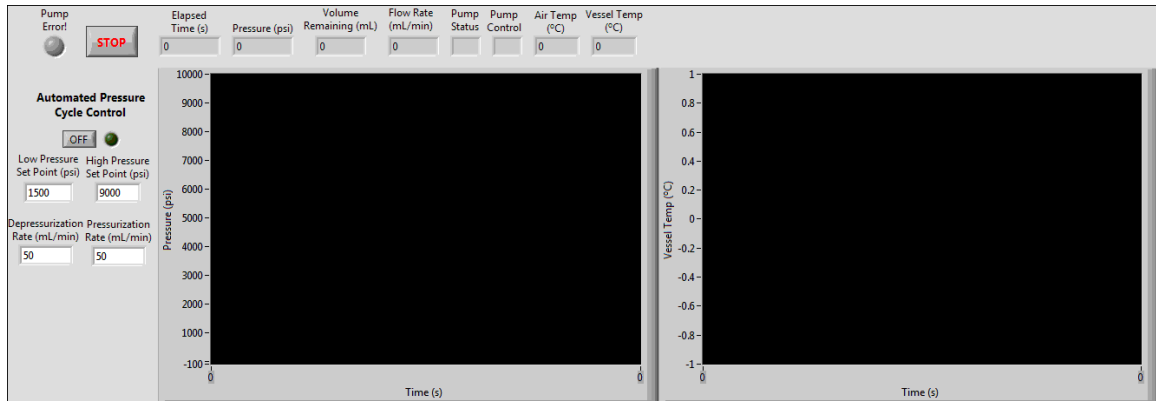 Pump
Error!
STOP
Elapsed
Time (s)
0
Pressure (psi)
0
Volume
Remaining (mL)
0
Flow Rate
(mL/min)
0
Pump
Status
Pump
Control
Air Temp
(ºC)
0
Vessel Temp
(ºC)
0
Automated Pressure
Cycle Control
OFF
Low Pressure
Set Point (psi)
1500
High Pressure
Set Point (psi)
9000
Depressurization
Rate (mL/min)
50
Pressurization
Rate (mL/min)
50
Pressure (psi)
10000
9000
8000
7000
6000
5000
4000
3000
2000
1000
-100
0
0
Time (s)
Vessel Temp (ºC)
1
0.8
0.6
0.4
0.2
0
-0.2
-0.4
-0.6
-0.8
-1
0
0
Time (s)